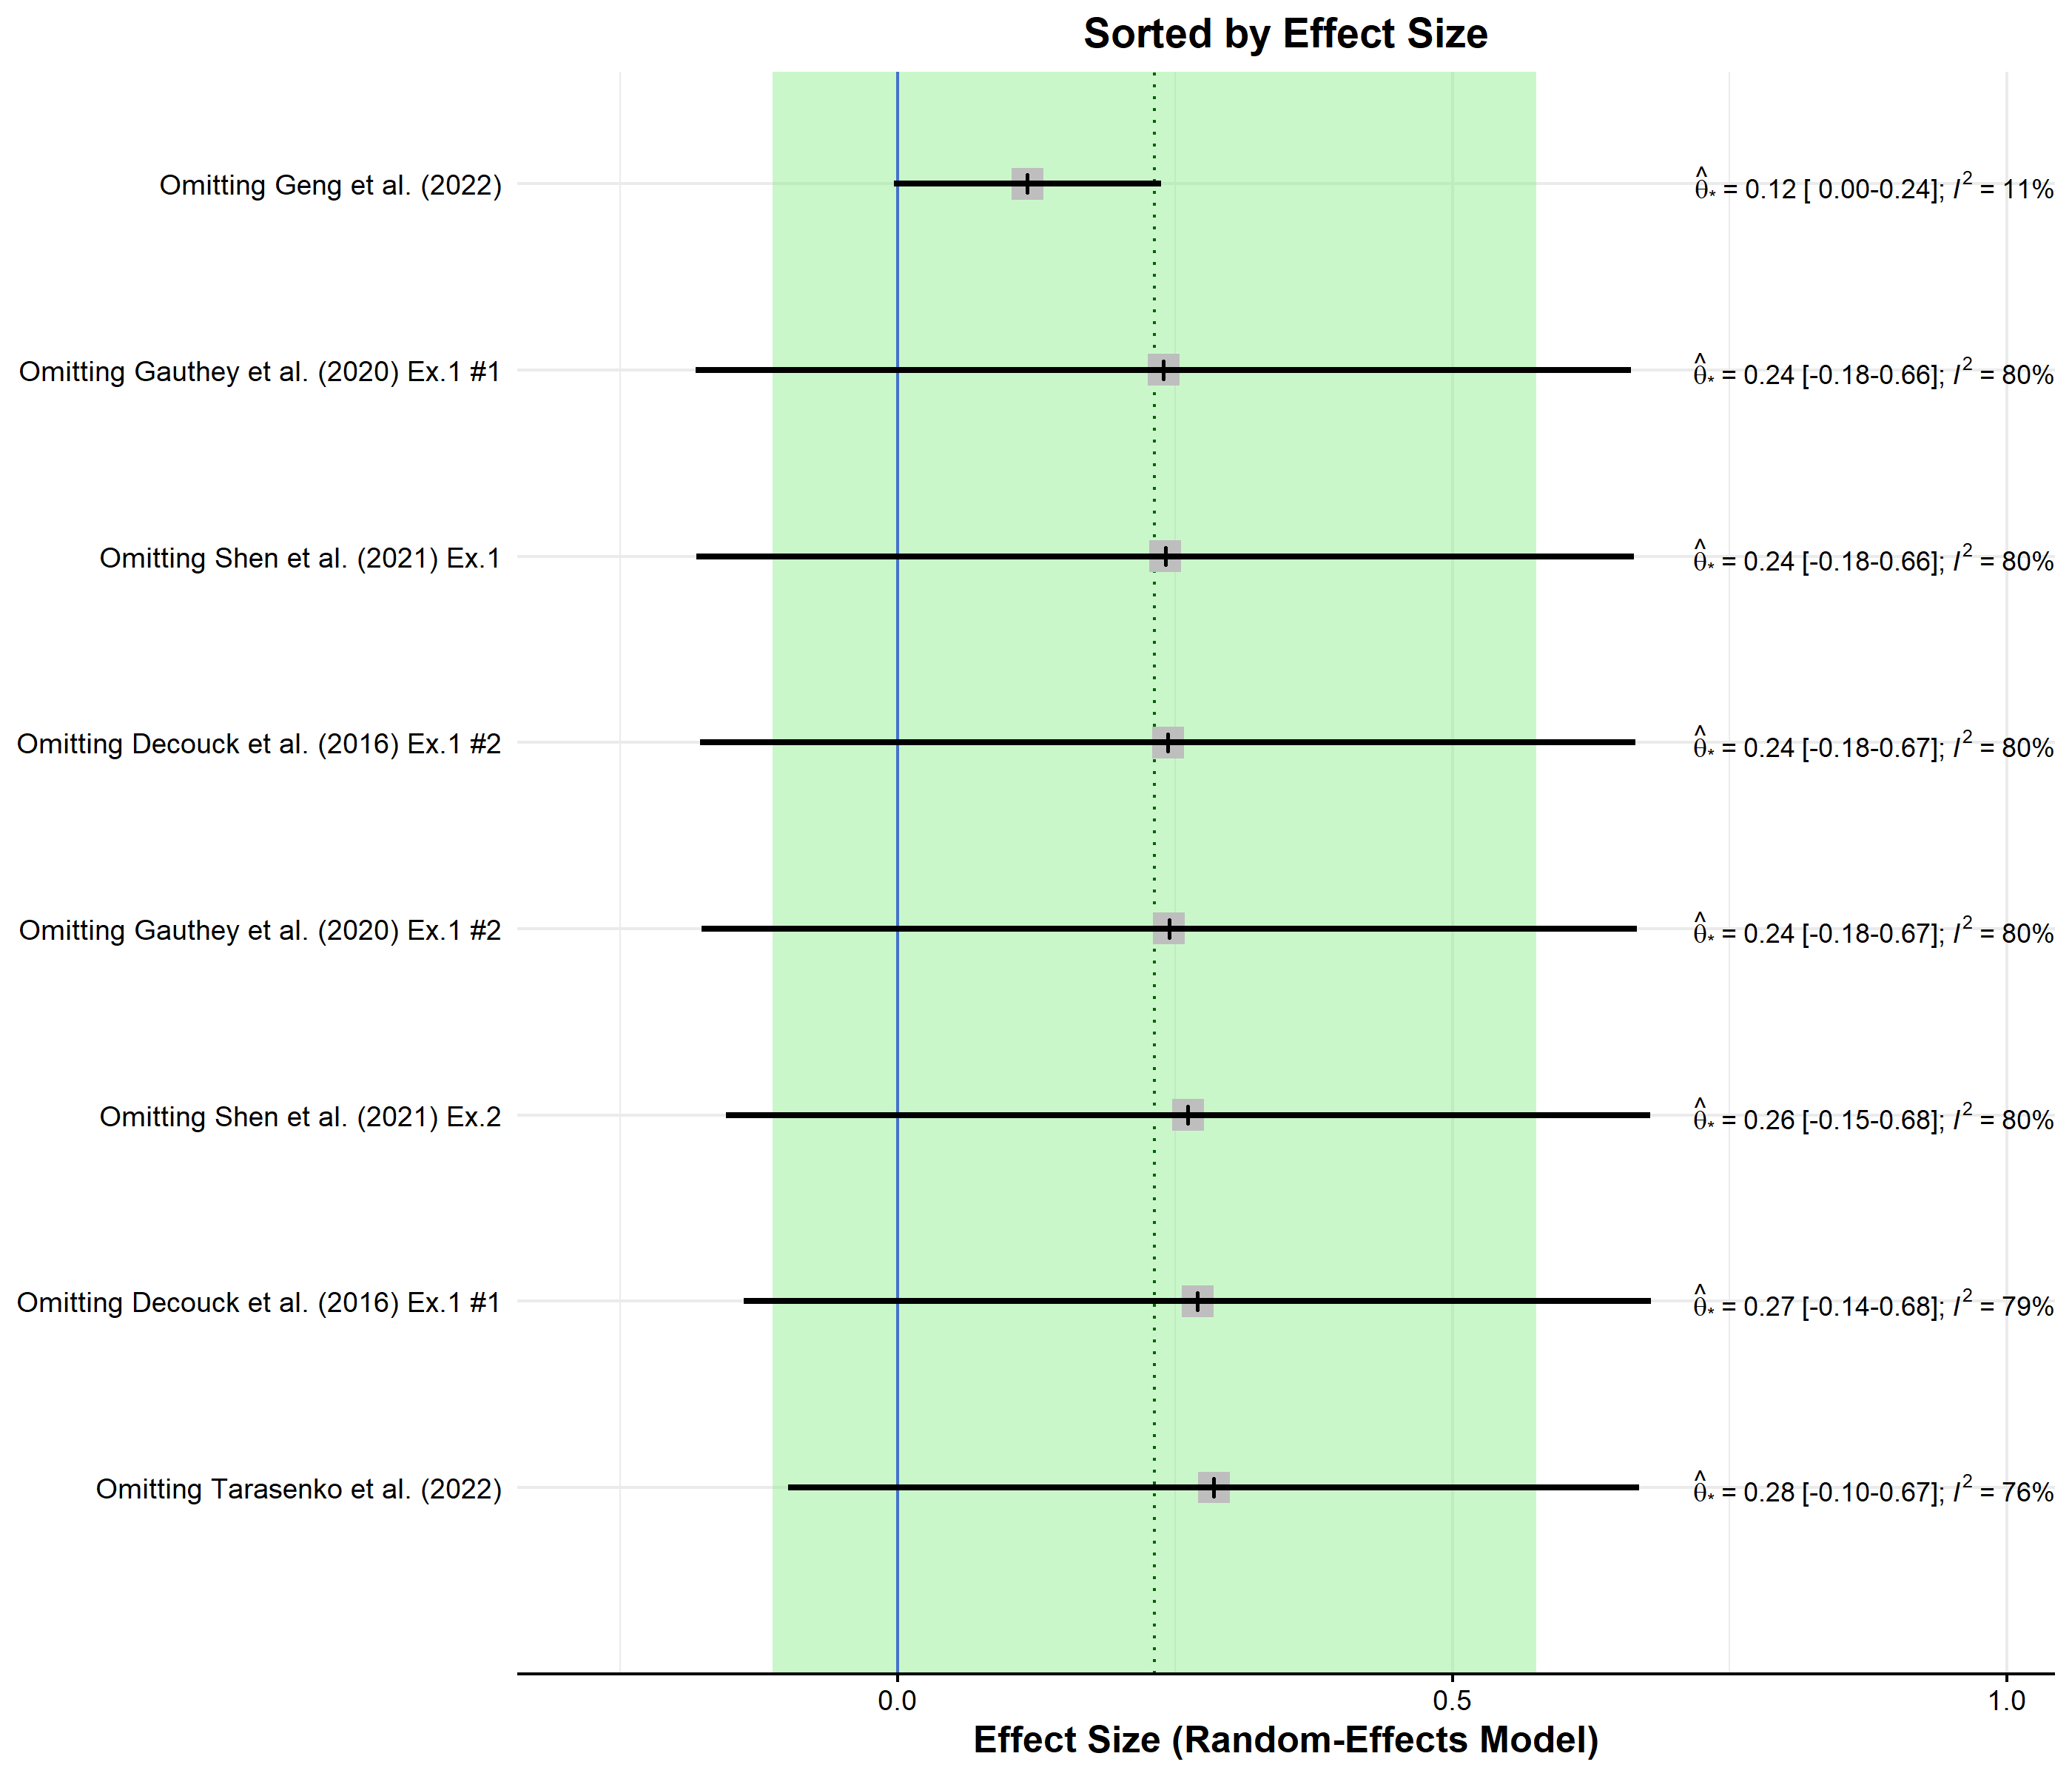 Sorted by Effect Size
Omitting Geng et al. (2022) θ̂* = 0.12 [ 0.00-0.24]; I² = 11%
Omitting Gauthey et al. (2020) Ex.1 #1 θ̂* = 0.24 [-0.18-0.66]; I² = 80%
Omitting Shen et al. (2021) Ex.1 θ̂* = 0.24 [-0.18-0.66]; I² = 80%
Omitting Decouck et al. (2016) Ex.1 #2 θ̂* = 0.24 [-0.18-0.67]; I² = 80%
Omitting Gauthey et al. (2020) Ex.1 #2 θ̂* = 0.24 [-0.18-0.67]; I² = 80%
Omitting Shen et al. (2021) Ex.2 θ̂* = 0.26 [-0.15-0.68]; I² = 80%
Omitting Decouck et al. (2016) Ex.1 #1 θ̂* = 0.27 [-0.14-0.68]; I² = 79%
Omitting Tarasenko et al. (2022) θ̂* = 0.28 [-0.10-0.67]; I² = 76%
0.0 0.5 1.0
Effect Size (Random-Effects Model)